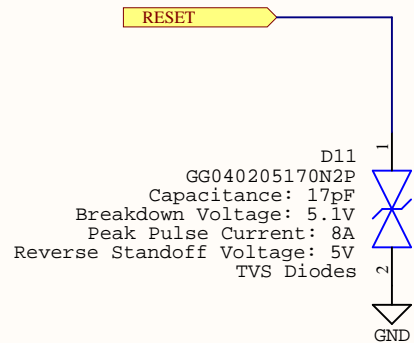 RESET
1
D11
GG040205170N2P
Capacitance: 17pF
Breakdown Voltage: 5.1V
Peak Pulse Current: 8A
Reverse Standoff Voltage: 5V
TVS Diodes
2
GND